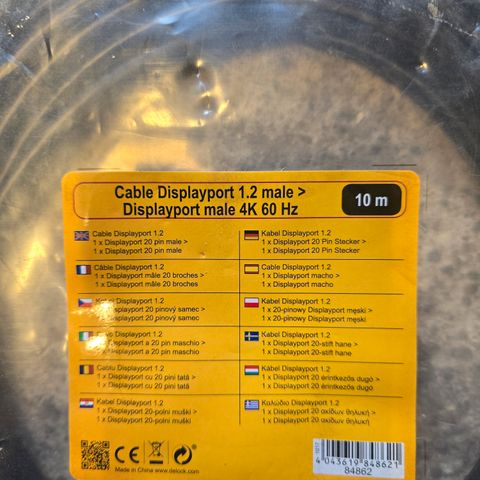 Cable Displayport 1.2 male >
Displayport male 4K 60 Hz
10 m
Cable Displayport 1.2
1 x Displayport 20 pin male >
1 x Displayport 20 pin male
Kabel Displayport 1.2
1 x Displayport 20 Pin Stecker >
1 x Displayport 20 Pin Stecker
Câble Displayport 1.2
1 x Displayport mâle 20 broches >
1 x Displayport mâle 20 broches
Cable Displayport 1.2
1 x Displayport macho >
1 x Displayport macho
Kabel Displayport 1.2
1 x Displayport 20 pinový samec >
1 x Displayport 20 pinový samec
Kabel Displayport 1.2
1 x 20-pinowy Displayport męski >
1 x 20-pinowy Displayport męski
Cavo Displayport 1.2
1 x Displayport a 20 pin maschio >
1 x Displayport a 20 pin maschio
Kabel Displayport 1.2
1 x Displayport 20-stift hane >
1 x Displayport 20-stift hane
Cablu Displayport 1.2
1 x Displayport cu 20 pini tată >
1 x Displayport cu 20 pini tată
Kábel Displayport 1.2
1 x Displayport 20 érintkezős dugó >
1 x Displayport 20 érintkezős dugó
Kabel Displayport 1.2
1 x Displayport 20-polni muški >
1 x Displayport 20-polni muški
Καλώδιο Displayport 1.2
1 x Displayport 20 ακίδων θηλυκή >
1 x Displayport 20 ακίδων θηλυκή
CE
Made in China www.delock.com
1017
4 043619 848621
84862